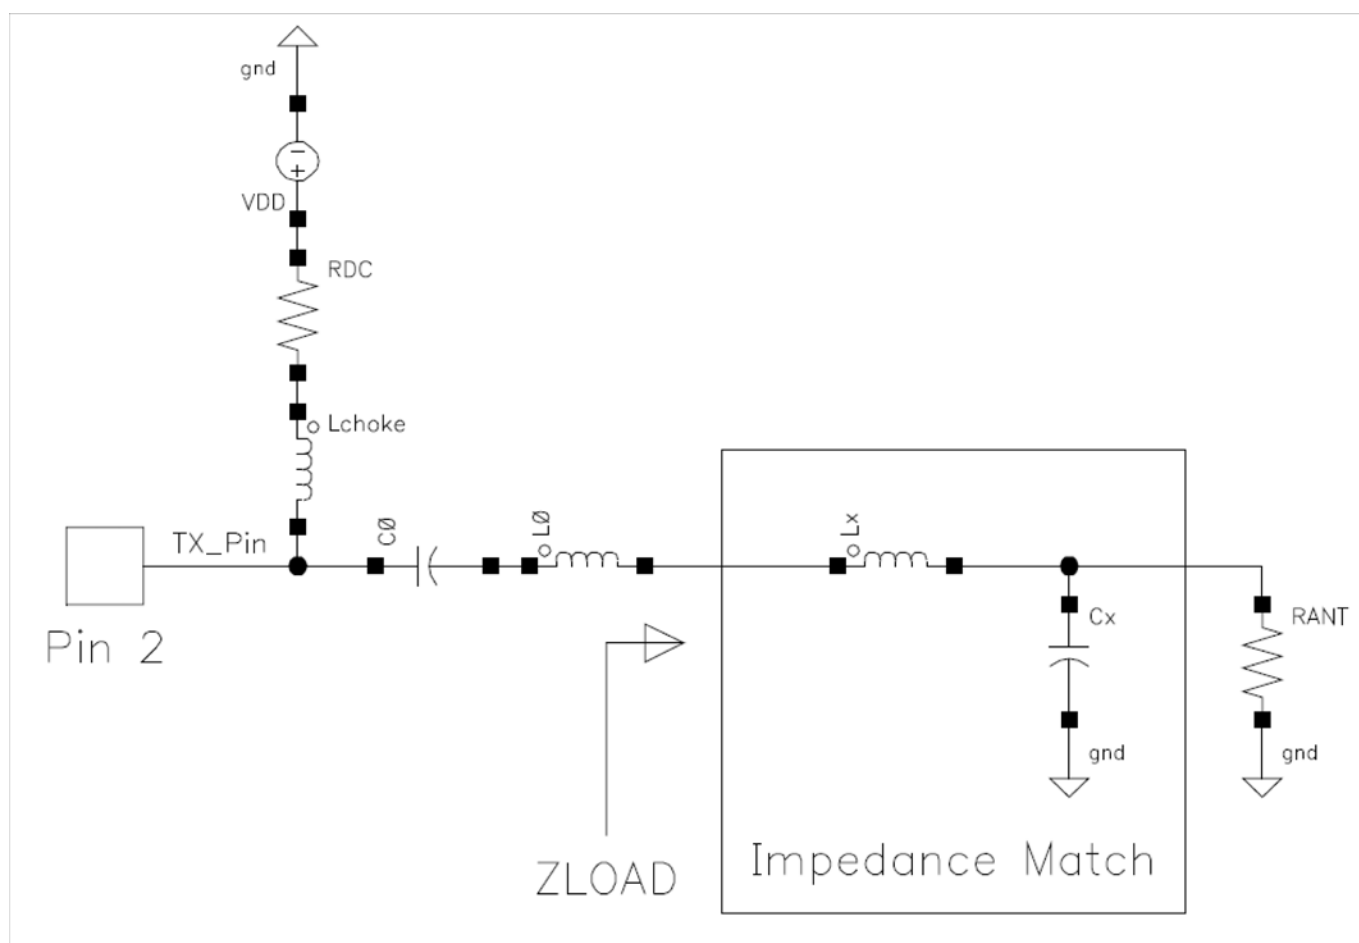 gnd
VDD
RDC
Lchoke
TX_Pin
CØ
LØ
Lx
Cx
RANT
Pin 2
gnd
gnd
ZLOAD
Impedance Match